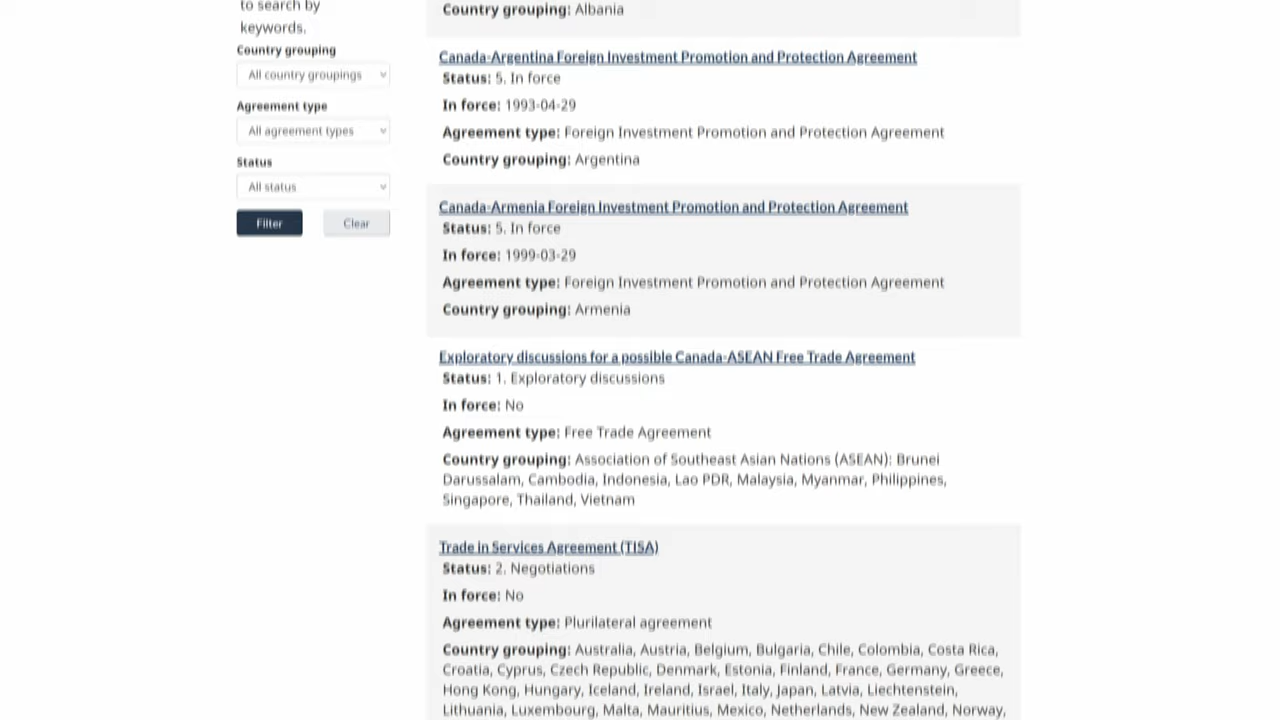 to search by
keywords.
Country grouping
All country groupings
Agreement type
All agreement types
Status
All status
Filter
Clear
Country grouping: Albania
Canada-Argentina Foreign Investment Promotion and Protection Agreement
Status: 5. In force
In force: 1993-04-29
Agreement type: Foreign Investment Promotion and Protection Agreement
Country grouping: Argentina
Canada-Armenia Foreign Investment Promotion and Protection Agreement
Status: 5. In force
In force: 1999-03-29
Agreement type: Foreign Investment Promotion and Protection Agreement
Country grouping: Armenia
Exploratory discussions for a possible Canada-ASEAN Free Trade Agreement
Status: 1. Exploratory discussions
In force: No
Agreement type: Free Trade Agreement
Country grouping: Association of Southeast Asian Nations (ASEAN): Brunei
Darussalam, Cambodia, Indonesia, Lao PDR, Malaysia, Myanmar, Philippines,
Singapore, Thailand, Vietnam
Trade in Services Agreement (TISA)
Status: 2. Negotiations
In force: No
Agreement type: Plurilateral agreement
Country grouping: Australia, Austria, Belgium, Bulgaria, Chile, Colombia, Costa Rica,
Croatia, Cyprus, Czech Republic, Denmark, Estonia, Finland, France, Germany, Greece,
Hong Kong, Hungary, Iceland, Ireland, Israel, Italy, Japan, Latvia, Liechtenstein,
Lithuania, Luxembourg, Malta, Mauritius, Mexico, Netherlands, New Zealand, Norway,